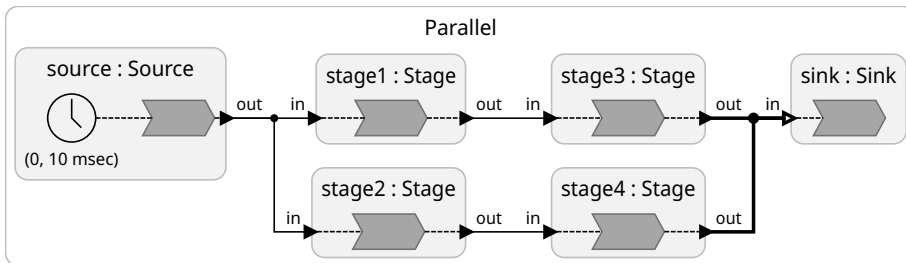 Parallel
source : Source
(0, 10 msec)
out
in
stage1 : Stage
out
in
stage3 : Stage
out
in
sink : Sink
in
stage2 : Stage
out
in
stage4 : Stage
out